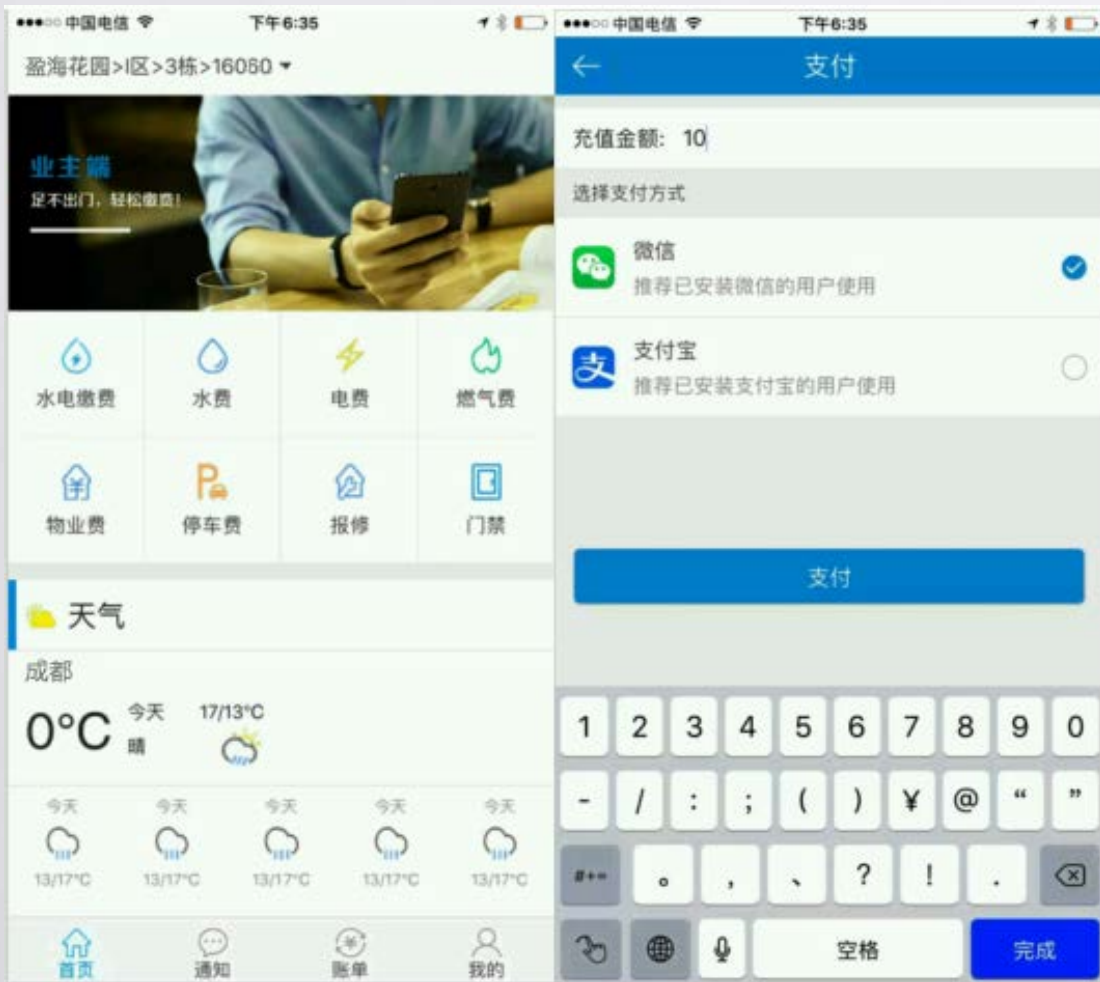 中国电信 下午6:35
盈海花园>I区>3栋>16060
业主端
足不出门，轻松缴费！
水电缴费 水费 电费 燃气费
物业费 停车费 报修 门禁
天气
成都
0°C 今天 17/13°C
晴
今天 今天 今天 今天 今天
13/17°C 13/17°C 13/17°C 13/17°C 13/17°C
首页 通知 账单 我的
中国电信 下午6:35
支付
充值金额: 10
选择支付方式
微信
推荐已安装微信的用户使用
支付宝
推荐已安装支付宝的用户使用
支付
1 2 3 4 5 6 7 8 9 0
- / : ; ( ) ¥ @ “ ”
#+= 。 , 、 ? ! .
空格 完成